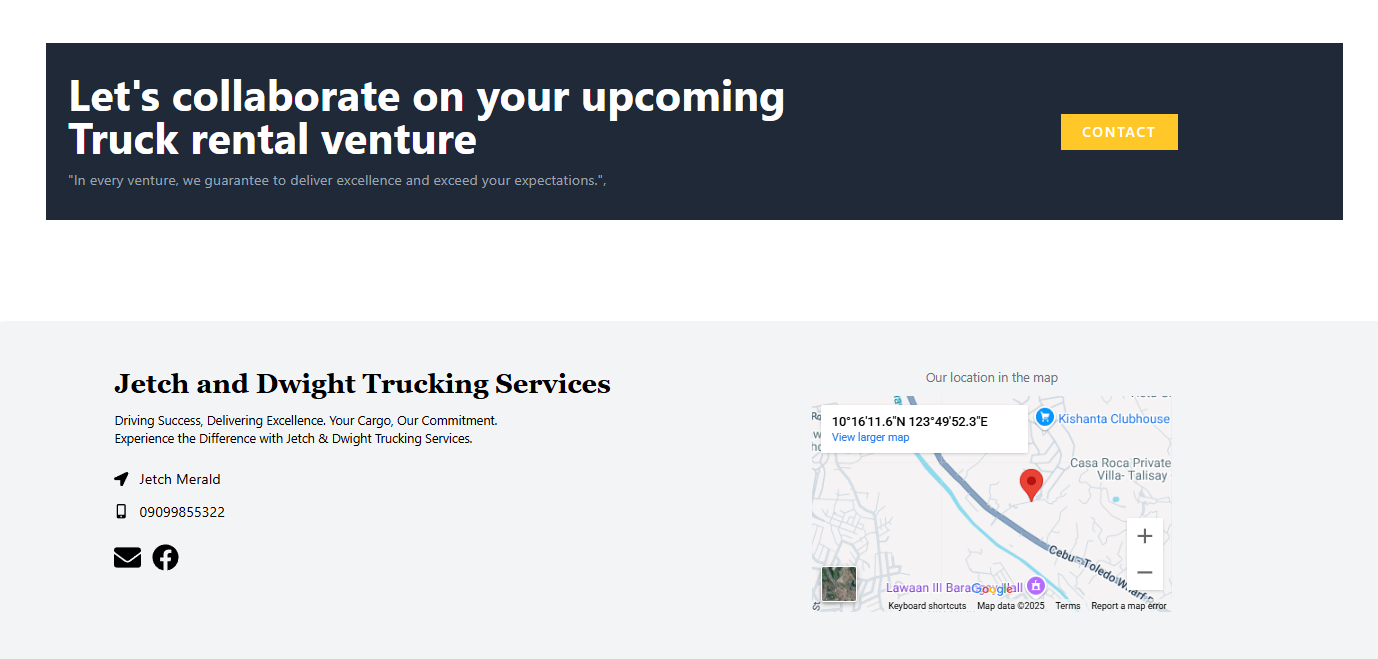 Let's collaborate on your upcoming
Truck rental venture
"In every venture, we guarantee to deliver excellence and exceed your expectations.",
CONTACT
Jetch and Dwight Trucking Services
Driving Success, Delivering Excellence. Your Cargo, Our Commitment.
Experience the Difference with Jetch & Dwight Trucking Services.
Jetch Merald
09099855322
Our location in the map
10°16'11.6"N 123°49'52.3"E
View larger map
Kishanta Clubhouse
Casa Roca Private
Villa- Talisay
Cebu-Toledo Wharf
Lawaan III
Google
Keyboard shortcuts
Map data ©2025
Terms
Report a map error